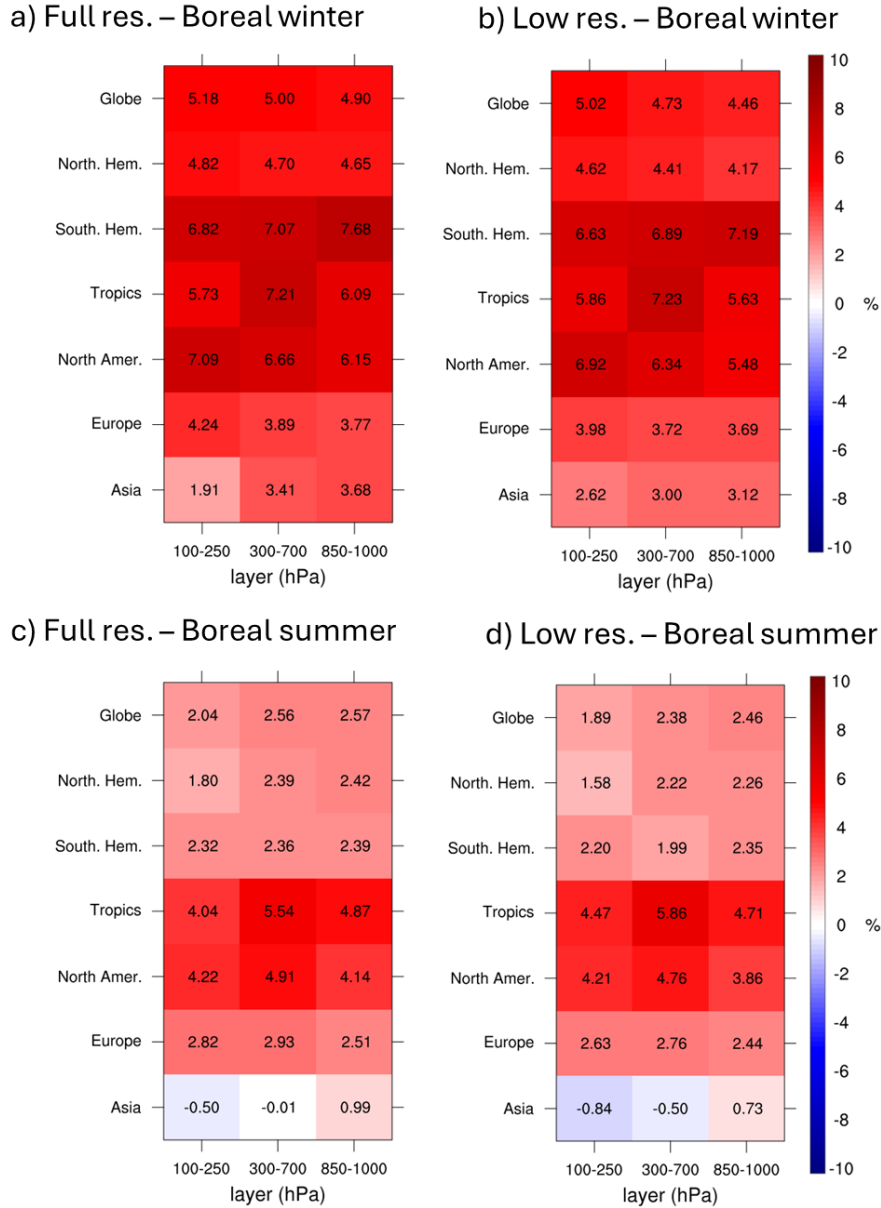 a) Full res. – Boreal winter
Globe 5.18 5.00 4.90
North. Hem. 4.82 4.70 4.65
South. Hem. 6.82 7.07 7.68
Tropics 5.73 7.21 6.09
North Amer. 7.09 6.66 6.15
Europe 4.24 3.89 3.77
Asia 1.91 3.41 3.68
100-250 300-700 850-1000
layer (hPa)
b) Low res. – Boreal winter
Globe 5.02 4.73 4.46
North. Hem. 4.62 4.41 4.17
South. Hem. 6.63 6.89 7.19
Tropics 5.86 7.23 5.63
North Amer. 6.92 6.34 5.48
Europe 3.98 3.72 3.69
Asia 2.62 3.00 3.12
100-250 300-700 850-1000
layer (hPa)
10
8
6
4
2
0 %
-2
-4
-6
-8
-10
c) Full res. – Boreal summer
Globe 2.04 2.56 2.57
North. Hem. 1.80 2.39 2.42
South. Hem. 2.32 2.36 2.39
Tropics 4.04 5.54 4.87
North Amer. 4.22 4.91 4.14
Europe 2.82 2.93 2.51
Asia -0.50 -0.01 0.99
100-250 300-700 850-1000
layer (hPa)
d) Low res. – Boreal summer
Globe 1.89 2.38 2.46
North. Hem. 1.58 2.22 2.26
South. Hem. 2.20 1.99 2.35
Tropics 4.47 5.86 4.71
North Amer. 4.21 4.76 3.86
Europe 2.63 2.76 2.44
Asia -0.84 -0.50 0.73
100-250 300-700 850-1000
layer (hPa)
10
8
6
4
2
0 %
-2
-4
-6
-8
-10